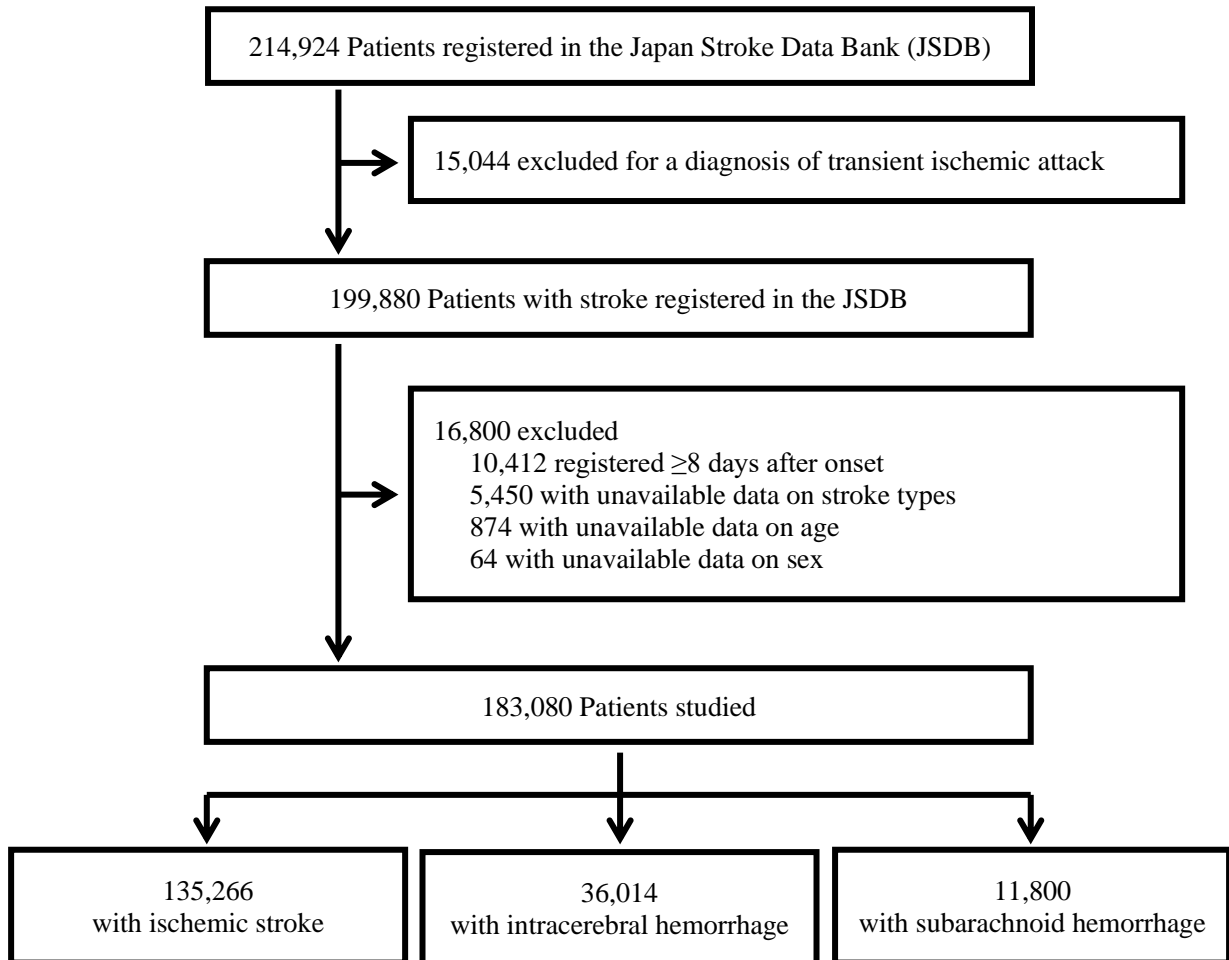 214,924 Patients registered in the Japan Stroke Data Bank (JSDB)
15,044 excluded for a diagnosis of transient ischemic attack
199,880 Patients with stroke registered in the JSDB
16,800 excluded
10,412 registered ≥8 days after onset
5,450 with unavailable data on stroke types
874 with unavailable data on age
64 with unavailable data on sex
183,080 Patients studied
135,266
with ischemic stroke
36,014
with intracerebral hemorrhage
11,800
with subarachnoid hemorrhage